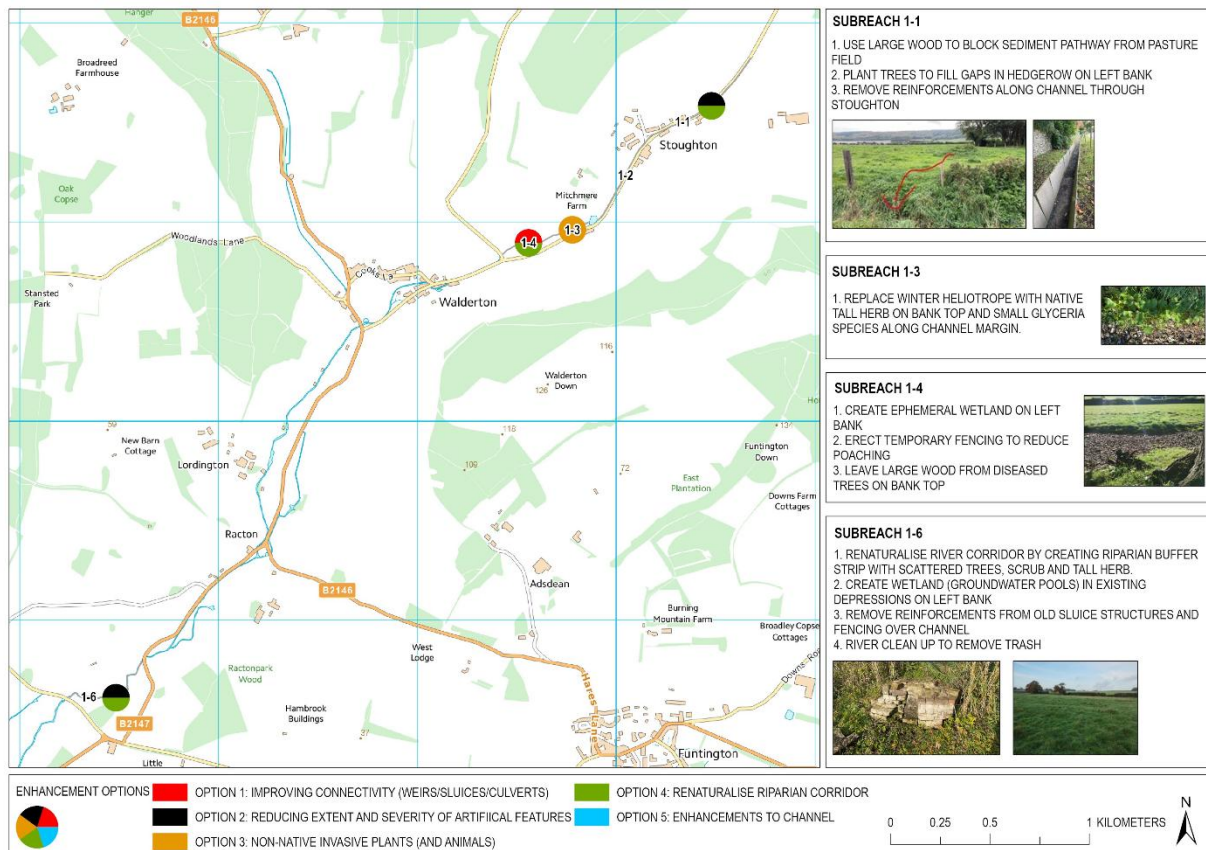 B2146
Hanger
Broadreed
Farmhouse
1-1
Stoughton
1-2
Oak
Copse
Mitchmere
Farm
1-3
1-4
Woodlands Lane
Cooks La
Stansted
Park
Walderton
116
Walderton
Down
126
59
New Barn
Cottage
118
134
Funtington
Down
Lordington
109
72
East
Plantation
Downs Farm
Cottages
Racton
Adsdean
B2146
Burning
Mountain Farm
Broadley Copse
Cottages
West
Lodge
Ractonpark
Wood
Downs Roa
1-6
Hares Lane
Hambrook
Buildings
B2147
Little
Funtington
SUBREACH 1-1
1. USE LARGE WOOD TO BLOCK SEDIMENT PATHWAY FROM PASTURE
FIELD
2. PLANT TREES TO FILL GAPS IN HEDGEROW ON LEFT BANK
3. REMOVE REINFORCEMENTS ALONG CHANNEL THROUGH
STOUGHTON
SUBREACH 1-3
1. REPLACE WINTER HELIOTROPE WITH NATIVE
TALL HERB ON BANK TOP AND SMALL GLYCERIA
SPECIES ALONG CHANNEL MARGIN.
SUBREACH 1-4
1. CREATE EPHEMERAL WETLAND ON LEFT
BANK
2. ERECT TEMPORARY FENCING TO REDUCE
POACHING
3. LEAVE LARGE WOOD FROM DISEASED
TREES ON BANK TOP
SUBREACH 1-6
1. RENATURALISE RIVER CORRIDOR BY CREATING RIPARIAN BUFFER
STRIP WITH SCATTERED TREES, SCRUB AND TALL HERB.
2. CREATE WETLAND (GROUNDWATER POOLS) IN EXISTING
DEPRESSIONS ON LEFT BANK
3. REMOVE REINFORCEMENTS FROM OLD SLUICE STRUCTURES AND
FENCING OVER CHANNEL
4. RIVER CLEAN UP TO REMOVE TRASH
ENHANCEMENT OPTIONS
OPTION 1: IMPROVING CONNECTIVITY (WEIRS/SLUICES/CULVERTS)
OPTION 2: REDUCING EXTENT AND SEVERITY OF ARTIFIICAL FEATURES
OPTION 3: NON-NATIVE INVASIVE PLANTS (AND ANIMALS)
OPTION 4: RENATURALISE RIPARIAN CORRIDOR
OPTION 5: ENHANCEMENTS TO CHANNEL
0 0.25 0.5 1 KILOMETERS
N